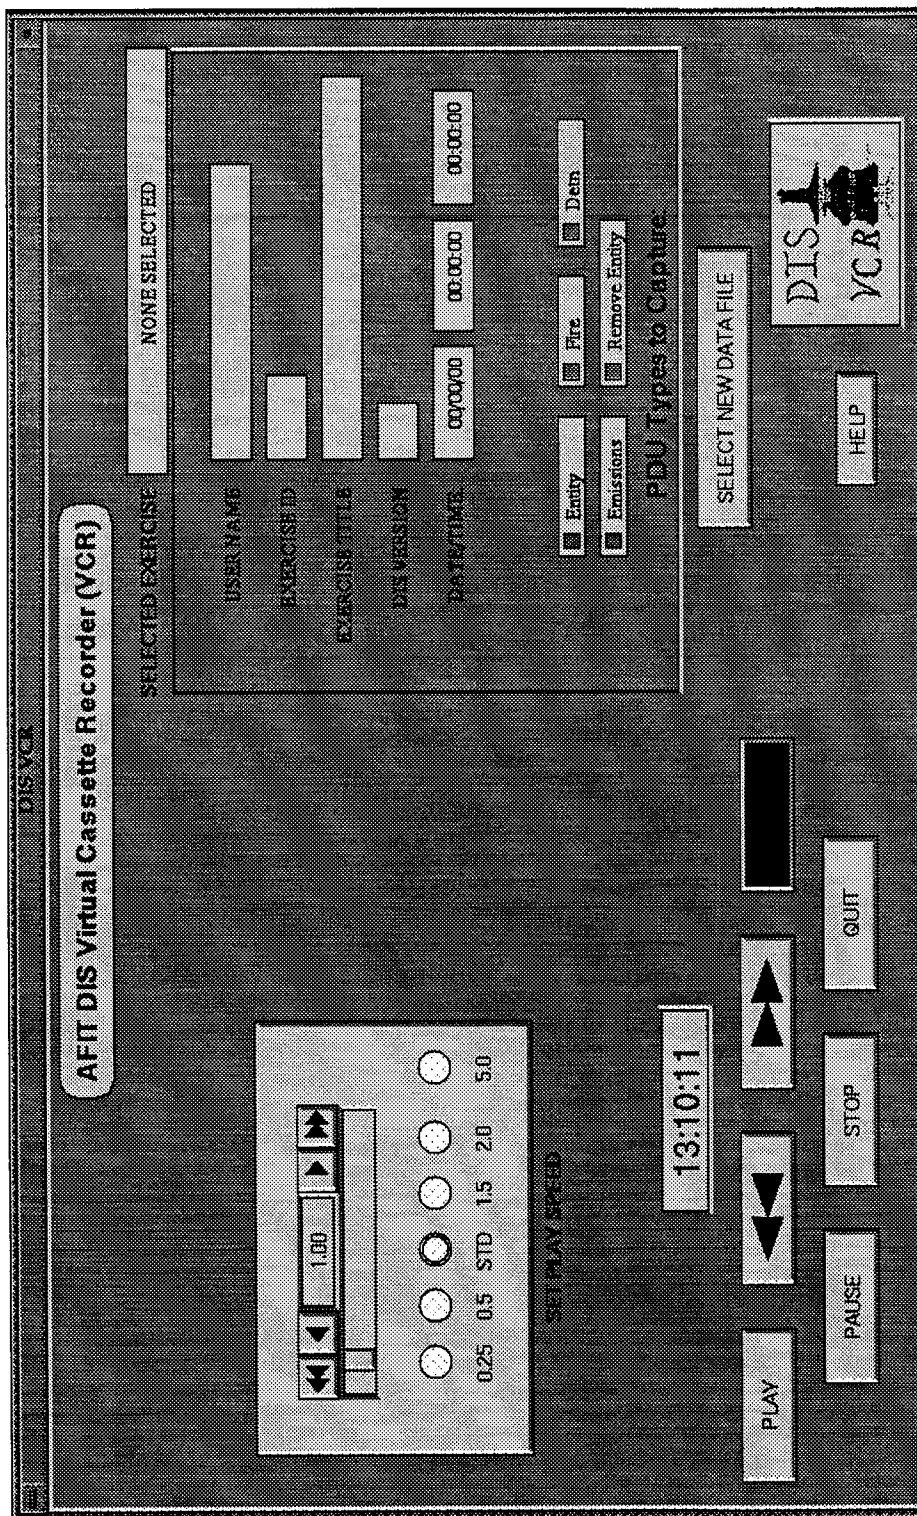 DIS VCR
AFIT DIS Virtual Cassette Recorder (VCR)
SELECTED EXERCISE
NONE SELECTED
USER NAME
EXERCISE ID
EXERCISE TITLE
DIS VERSION
DATE/TIME
00/00/00
00:00:00
00:00:00
Entity
Fire
Detn
Emissions
Remove Entity
PDU Types to Capture
SELECT NEW DATA FILE
1.00
0.25 0.5 STD 1.5 2.0 5.0
SET PLAY SPEED
13:10:11
PLAY
PAUSE
STOP
QUIT
HELP
DIS
VCR